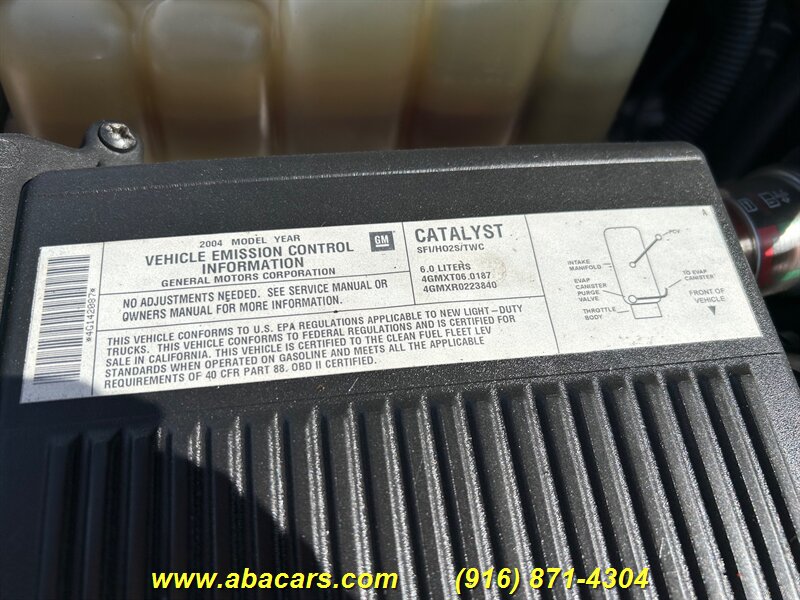 *4G142087*
2004 MODEL YEAR
VEHICLE EMISSION CONTROL
INFORMATION
GENERAL MOTORS CORPORATION
GM
NO ADJUSTMENTS NEEDED. SEE SERVICE MANUAL OR
OWNERS MANUAL FOR MORE INFORMATION.
CATALYST
SFI/HO2S/TWC
6.0 LITERS
4GMXT06.0187
4GMXR0223840
THIS VEHICLE CONFORMS TO U.S. EPA REGULATIONS APPLICABLE TO NEW LIGHT-DUTY
TRUCKS. THIS VEHICLE CONFORMS TO FEDERAL REGULATIONS AND IS CERTIFIED FOR
SALE IN CALIFORNIA. THIS VEHICLE IS CERTIFIED TO THE CLEAN FUEL FLEET LEV
STANDARDS WHEN OPERATED ON GASOLINE AND MEETS ALL THE APPLICABLE
REQUIREMENTS OF 40 CFR PART 88. OBD II CERTIFIED.
A
PCV
INTAKE
MANIFOLD
EVAP
CANISTER
PURGE
VALVE
THROTTLE
BODY
TO EVAP
CANISTER
FRONT OF
VEHICLE
www.abacars.com (916) 871-4304